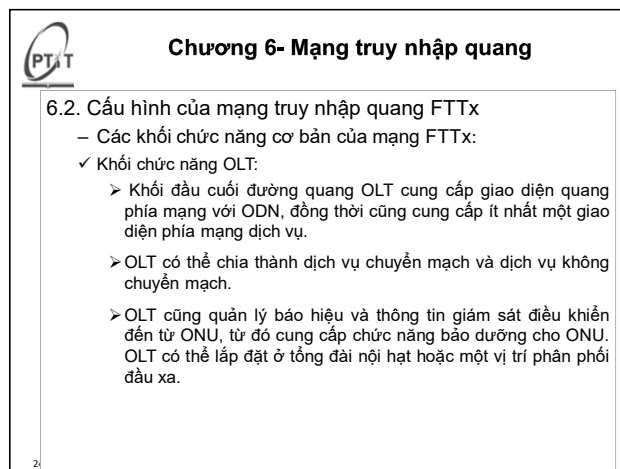 PTiT
Chương 6- Mạng truy nhập quang
6.2. Cấu hình của mạng truy nhập quang FTTx
– Các khối chức năng cơ bản của mạng FTTx:
✓ Khối chức năng OLT:
➢ Khối đầu cuối đường quang OLT cung cấp giao diện quang
phía mạng với ODN, đồng thời cũng cung cấp ít nhất một giao
diện phía mạng dịch vụ.
➢OLT có thể chia thành dịch vụ chuyển mạch và dịch vụ không
chuyển mạch.
➢OLT cũng quản lý báo hiệu và thông tin giám sát điều khiển
đến từ ONU, từ đó cung cấp chức năng bảo dưỡng cho ONU.
OLT có thể lắp đặt ở tổng đài nội hạt hoặc một vị trí phân phối
đầu xa.